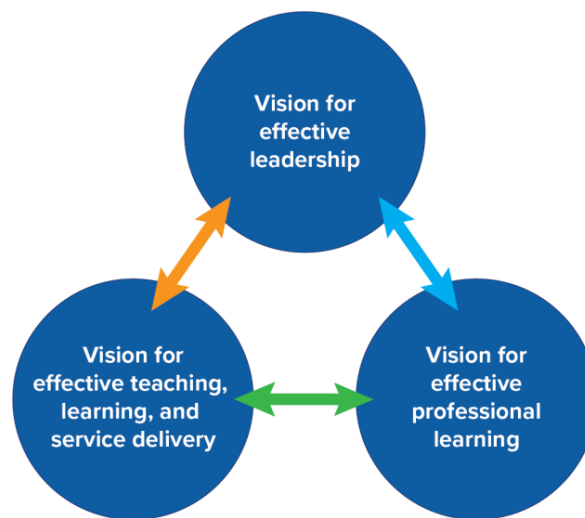 Vision for
effective
leadership
Vision for
effective teaching,
learning, and
service delivery
Vision for
effective
professional
learning